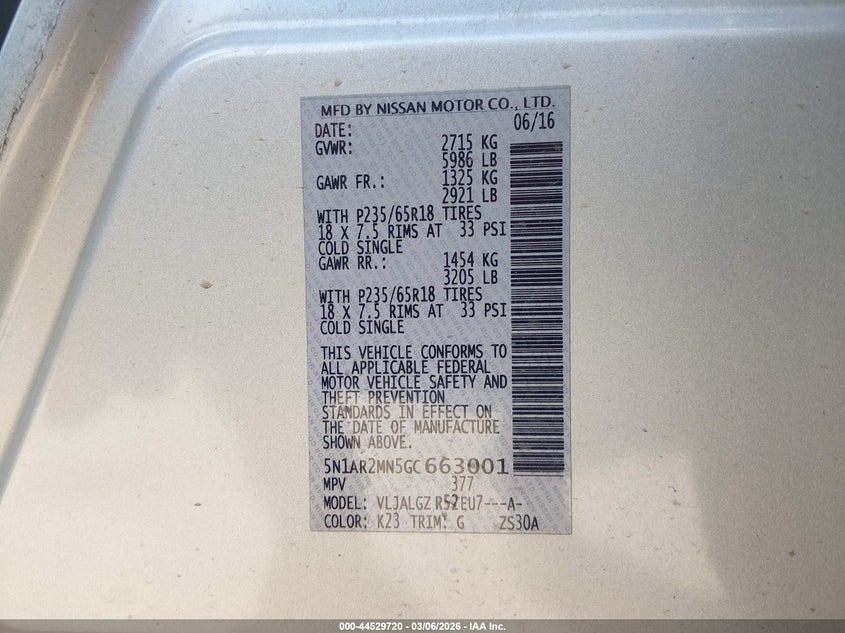 MFD BY NISSAN MOTOR CO., LTD.
DATE: 06/16
GVWR: 2715 KG
5986 LB
GAWR FR.: 1325 KG
2921 LB
WITH P235/65R18 TIRES
18 X 7.5 RIMS AT 33 PSI
COLD SINGLE
GAWR RR.: 1454 KG
3205 LB
WITH P235/65R18 TIRES
18 X 7.5 RIMS AT 33 PSI
COLD SINGLE
THIS VEHICLE CONFORMS TO
ALL APPLICABLE FEDERAL
MOTOR VEHICLE SAFETY AND
THEFT PREVENTION
STANDARDS IN EFFECT ON
THE DATE OF MANUFACTURE
SHOWN ABOVE.
5N1AR2MN5GC663001
MPV 377
MODEL: VLJALGZ R52EU7---A-
COLOR: K23 TRIM: G ZS30A
000-44529720 — 03/06/2026 — IAA Inc.